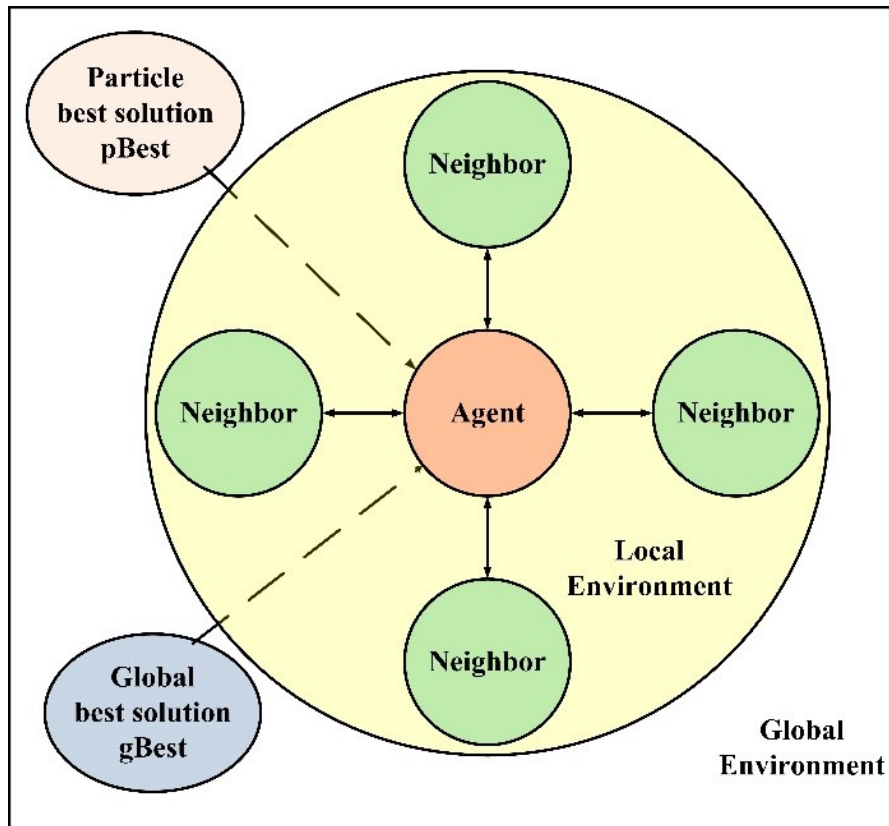 Particle
best solution
pBest
Neighbor
Neighbor
Agent
Neighbor
Local
Environment
Neighbor
Global
best solution
gBest
Global
Environment